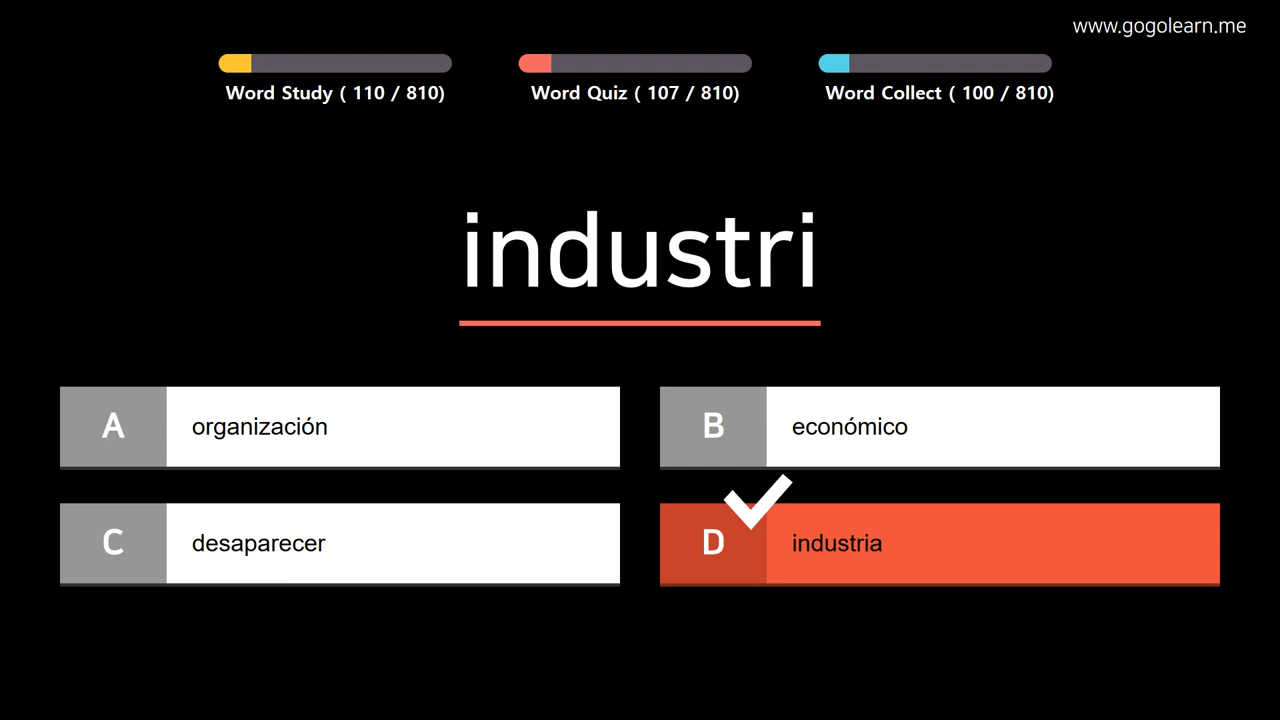 www.gogolearn.me
Word Study ( 110 / 810)
Word Quiz ( 107 / 810)
Word Collect ( 100 / 810)
industri
A organización
B económico
C desaparecer
D industria